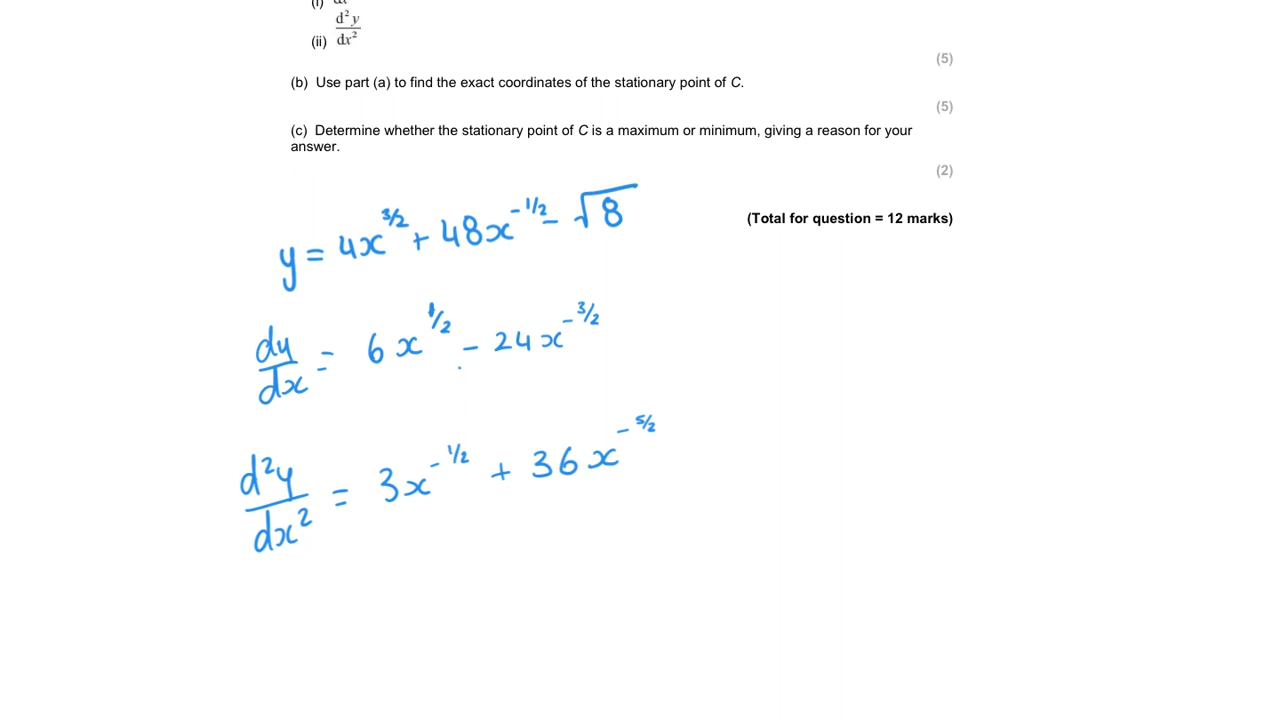 (i) dx
d²y
(ii) dx²
(5)
(b) Use part (a) to find the exact coordinates of the stationary point of C.
(5)
(c) Determine whether the stationary point of C is a maximum or minimum, giving a reason for your
answer.
(2)
(Total for question = 12 marks)
y = 4x^3/2 + 48x^-1/2 - √8
dy/dx = 6x^1/2 - 24x^-3/2
d²y/dx² = 3x^-1/2 + 36x^-5/2